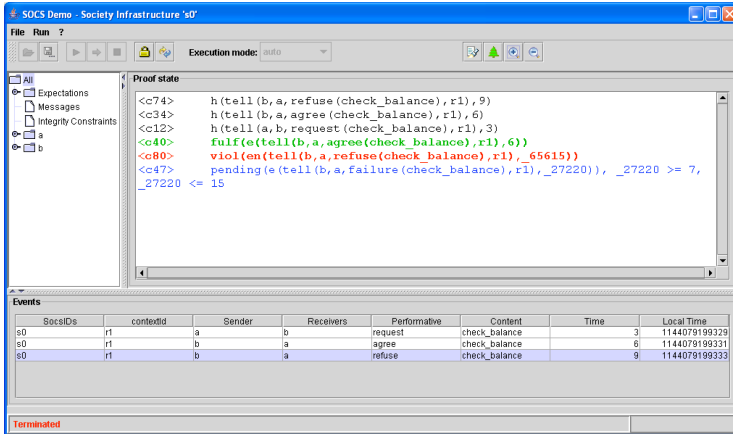 SOCS Demo - Society Infrastructure 's0'
File Run ?
Execution mode: auto
All
Expectations
Messages
Integrity Constraints
a
b
Proof state
<c74> h(tell(b,a,refuse(check_balance),r1),9)
<c34> h(tell(b,a,agree(check_balance),r1),6)
<c12> h(tell(a,b,request(check_balance),r1),3)
<c40> fulf(e(tell(b,a,agree(check_balance),r1),6))
<c80> viol(en(tell(b,a,refuse(check_balance),r1),_65615))
<c47> pending(e(tell(b,a,failure(check_balance),r1),_27220)), _27220 >= 7,
_27220 <= 15
Events
SocsIDs contextId Sender Receivers Performative Content Time Local Time
s0 r1 a b request check_balance 3 1144079199329
s0 r1 b a agree check_balance 6 1144079199331
s0 r1 b a refuse check_balance 9 1144079199333
Terminated